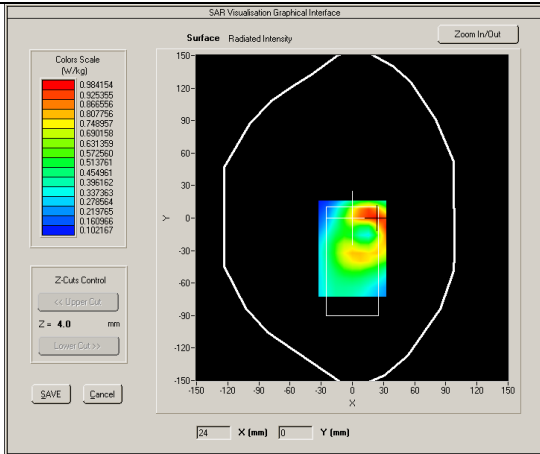 SAR Visualisation Graphical Interface
Surface Radiated Intensity
Zoom In/Out
Colors Scale
(W/kg)
0.984154
0.925355
0.866556
0.807756
0.748957
0.690158
0.631359
0.572560
0.513761
0.454961
0.396162
0.337363
0.278564
0.219765
0.160966
0.102167
Z-Cuts Control
<< Upper Cut
Z = 4.0 mm
Lower Cut >>
SAVE
Cancel
150
120
90
60
30
0
-30
-60
-90
-120
-150
Y
-150 -120 -90 -60 -30 0 30 60 90 120 150
X
24 X (mm) 0 Y (mm)